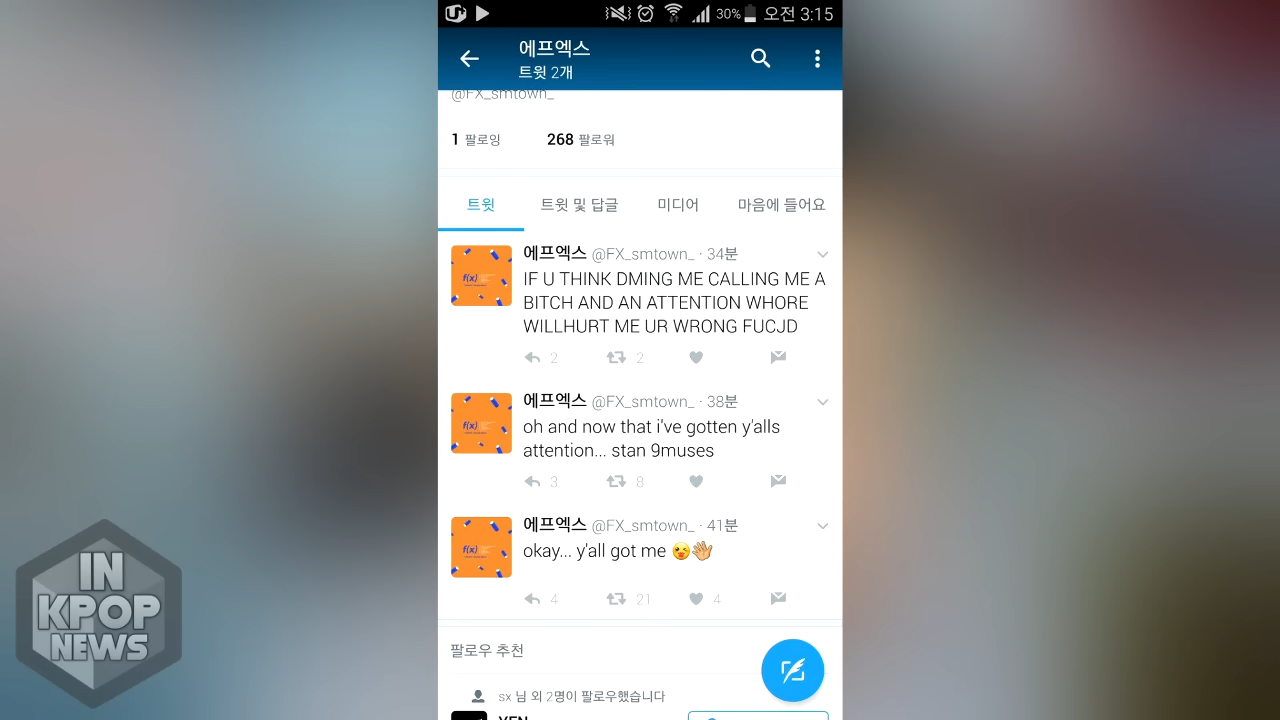 30% 오전 3:15
에프엑스
트윗 2개
@FX_smtown_
1 팔로잉 268 팔로워
트윗 트윗 및 답글 미디어 마음에 들어요
에프엑스 @FX_smtown_ · 34분
IF U THINK DMING ME CALLING ME A
BITCH AND AN ATTENTION WHORE
WILLHURT ME UR WRONG FUCJD
2 2
f(x)
에프엑스 @FX_smtown_ · 38분
oh and now that i've gotten y'alls
attention... stan 9muses
3 8
f(x)
에프엑스 @FX_smtown_ · 41분
okay... y'all got me 😜👋
4 21 4
f(x)
팔로우 추천
sx 님 외 2명이 팔로우했습니다
IN
KPOP
NEWS